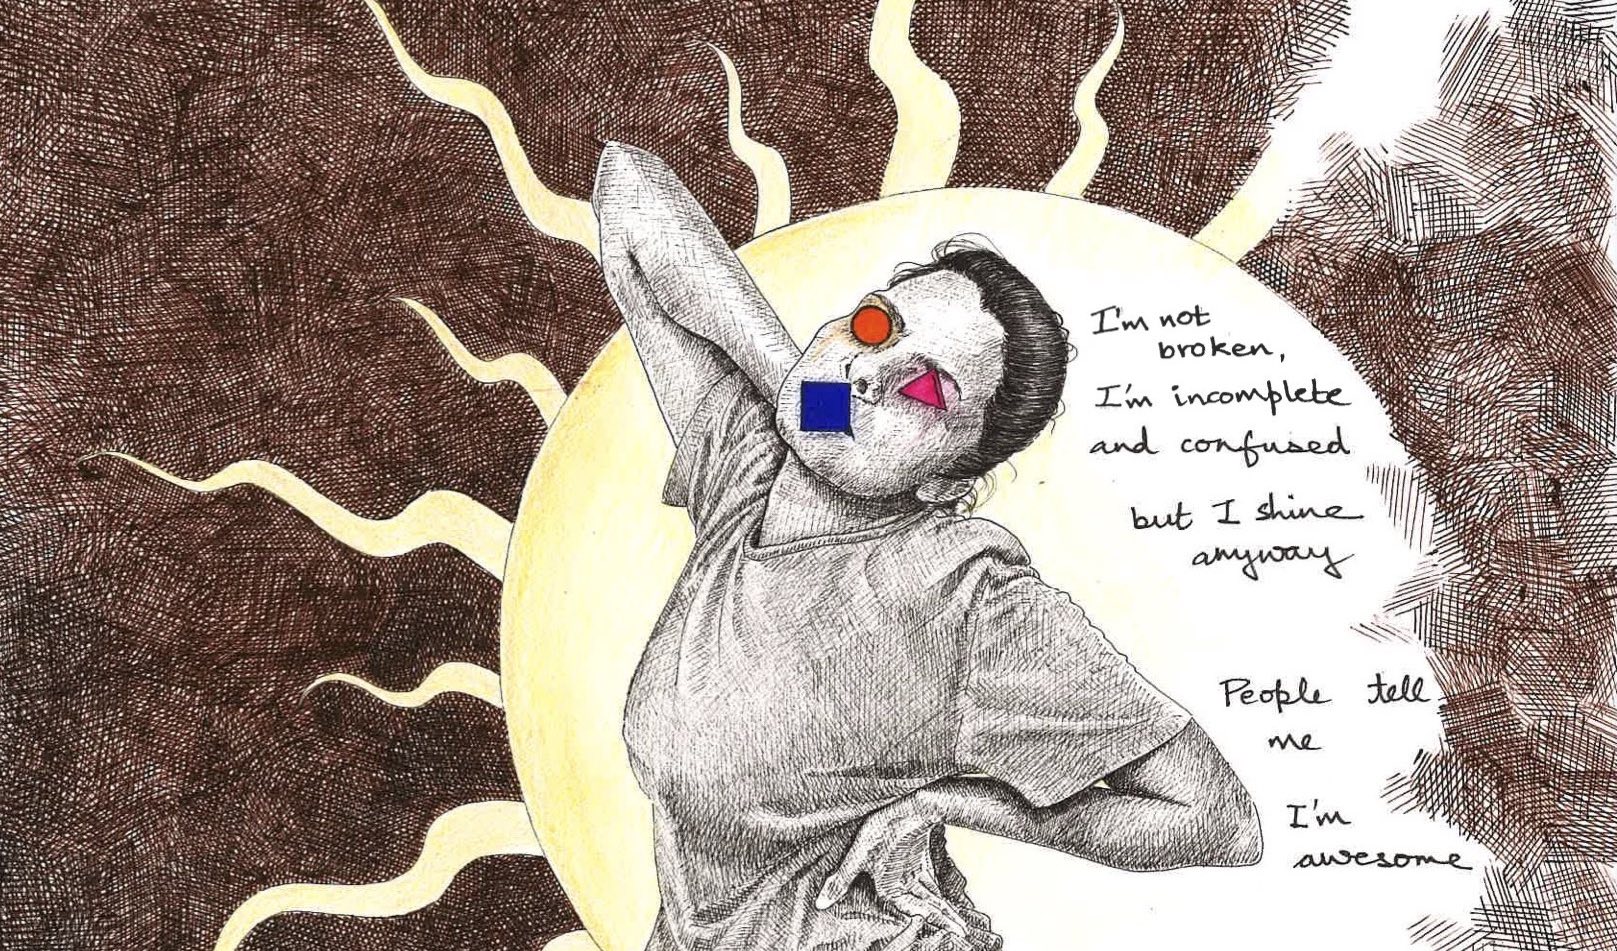 I'm not
broken,
I'm incomplete
and confused
but I shine
anyway
People tell
me
I'm
awesome